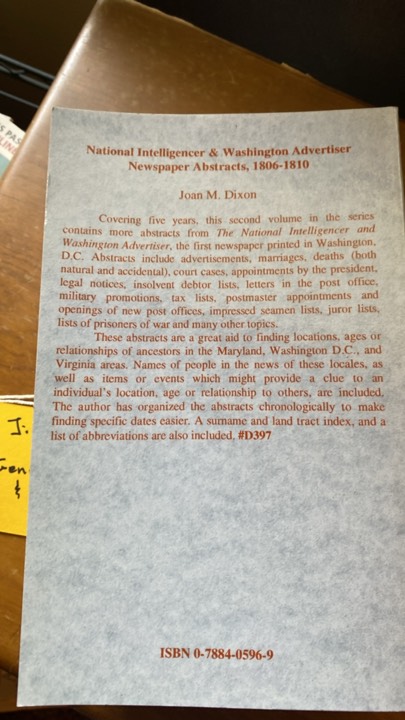 National Intelligencer & Washington Advertiser
Newspaper Abstracts, 1806-1810
Joan M. Dixon
Covering five years, this second volume in the series
contains more abstracts from The National Intelligencer and
Washington Advertiser, the first newspaper printed in Washington,
D.C. Abstracts include advertisements, marriages, deaths (both
natural and accidental), court cases, appointments by the president,
legal notices, insolvent debtor lists, letters in the post office,
military promotions, tax lists, postmaster appointments and
openings of new post offices, impressed seamen lists, juror lists,
lists of prisoners of war and many other topics.
These abstracts are a great aid to finding locations, ages or
relationships of ancestors in the Maryland, Washington D.C., and
Virginia areas. Names of people in the news of these locales, as
well as items or events which might provide a clue to an
individual's location, age or relationship to others, are included.
The author has organized the abstracts chronologically to make
finding specific dates easier. A surname and land tract index, and a
list of abbreviations are also included. #D397
ISBN 0-7884-0596-9